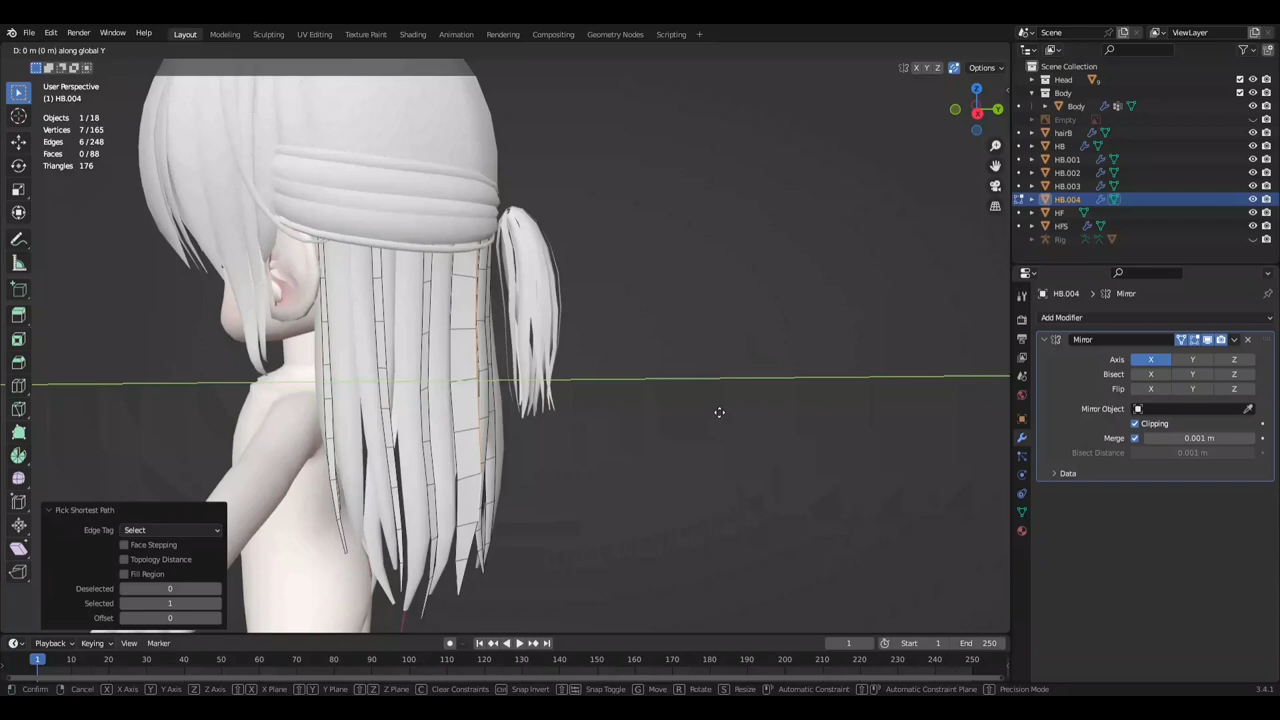 File Edit Render Window Help Layout Modeling Sculpting UV Editing Texture Paint Shading Animation Rendering Compositing Geometry Nodes Scripting + Scene ViewLayer
D: 0 m (0 m) along global Y
X Y Z Options
User Perspective
(1) HB.004
Objects 1/18
Vertices 7/165
Edges 6/248
Faces 0/88
Triangles 176
Z
Y
X
Scene Collection
Head 9
Body
Body
Empty
hairB
HB
HB.001
HB.002
HB.003
HB.004
HF
HFS
Rig
HB.004 > Mirror
Add Modifier
Mirror
Axis X Y Z
Bisect X Y Z
Flip X Y Z
Mirror Object
Clipping
Merge 0.001 m
Bisect Distance 0.001 m
Data
Pick Shortest Path
Edge Tag Select
Face Stepping
Topology Distance
Fill Region
Deselected 0
Selected 1
Offset 0
Playback Keying View Marker 1 Start 1 End 250
1 10 20 30 40 50 60 70 80 90 100 110 120 130 140 150 160 170 180 190 200 210 220 230 240 250
Confirm Cancel X X Axis Y Y Axis Z Z Axis X X Plane Y Y Plane Z Z Plane C Clear Constraints Snap Invert Snap Toggle G Move R Rotate S Resize Automatic Constraint Automatic Constraint Plane Precision Mode 3.4.1